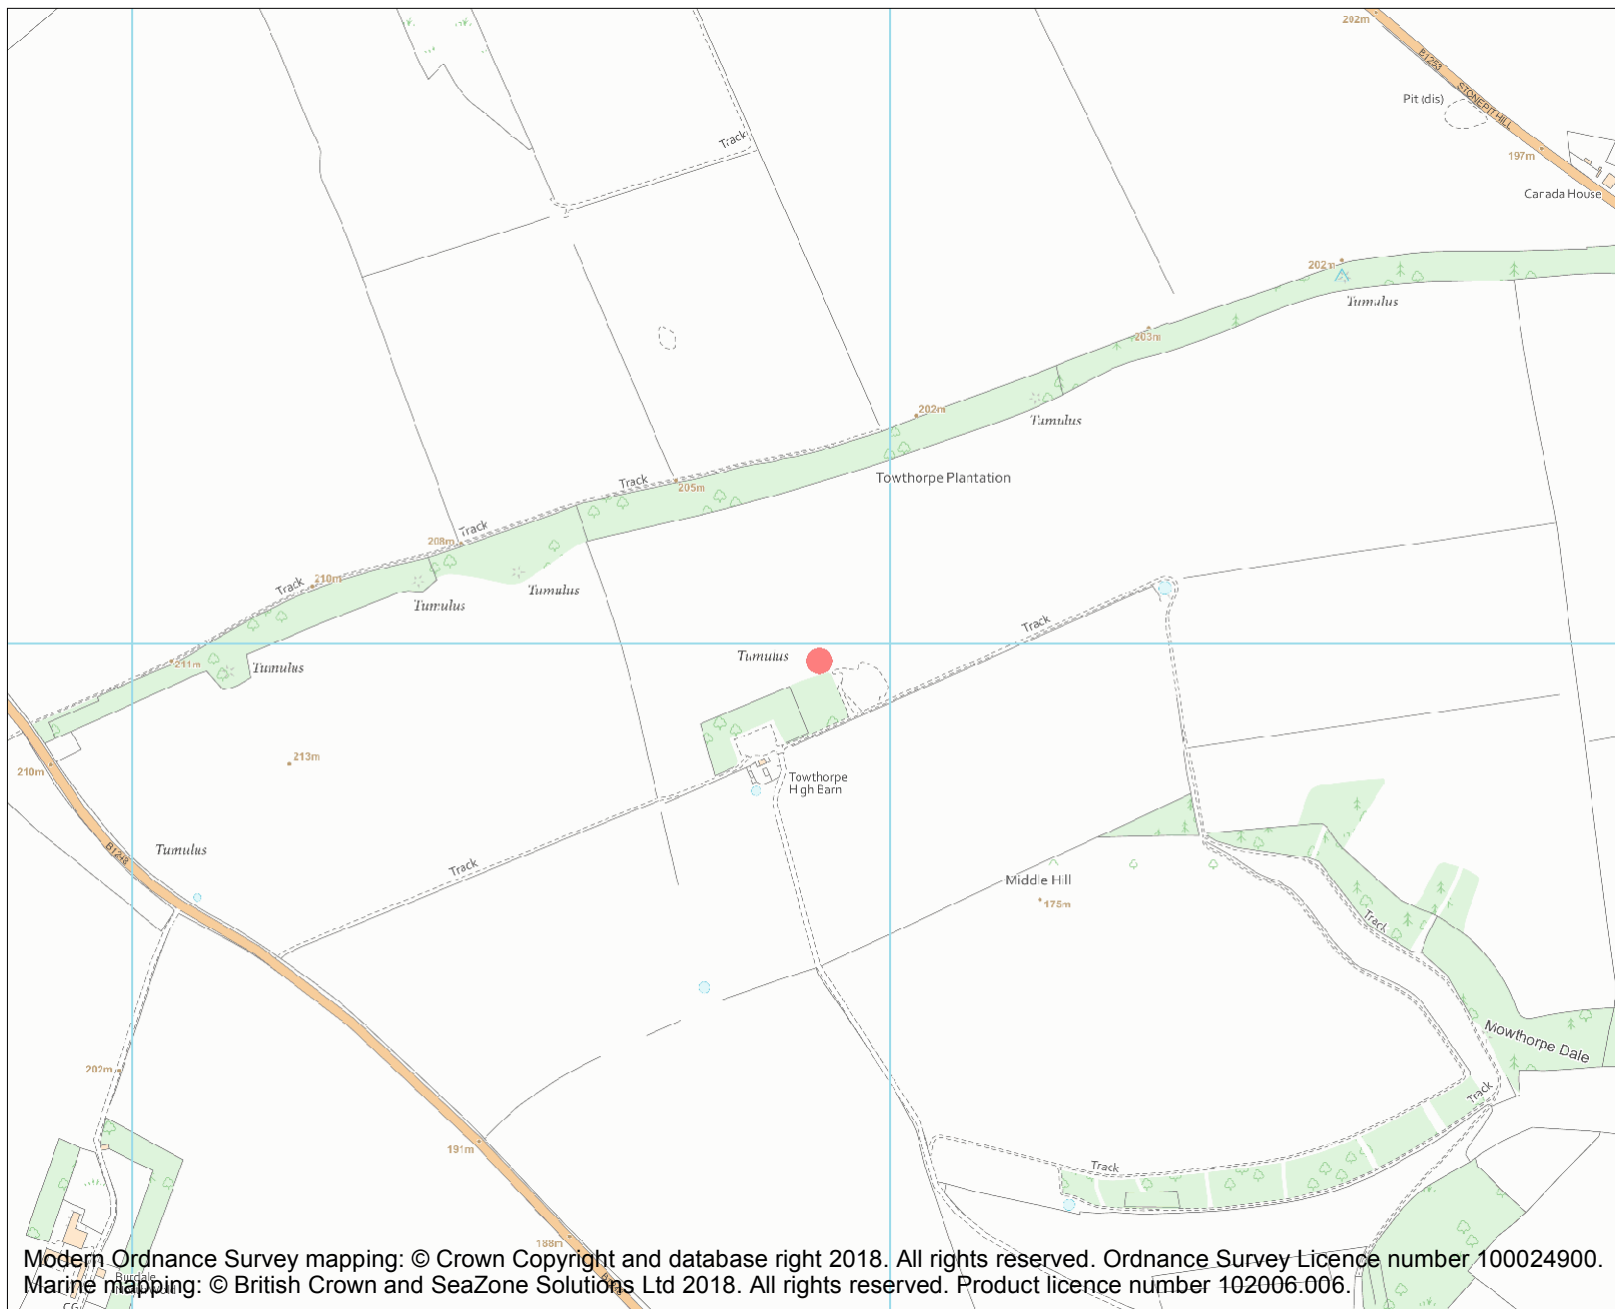 202m
B1253
STONEPIT HILL
Pit (dis)
197m
Canada House
Track
202m
Tumulus
203m
202m
Tumulus
Towthorpe Plantation
Track
205m
Track
208m
Track
210m
Tumulus
Tumulus
Track
Tumulus
211m
Tumulus
213m
210m
Towthorpe
High Barn
Tumulus
B1248
Track
Middle Hill
175m
Track
Mowthorpe Dale
202m
Track
191m
Track
188m
Modern Ordnance Survey mapping: © Crown Copyright and database right 2018. All rights reserved. Ordnance Survey Licence number 100024900.
Marine mapping: © British Crown and SeaZone Solutions Ltd 2018. All rights reserved. Product licence number 102006.006.
Burdale
CG